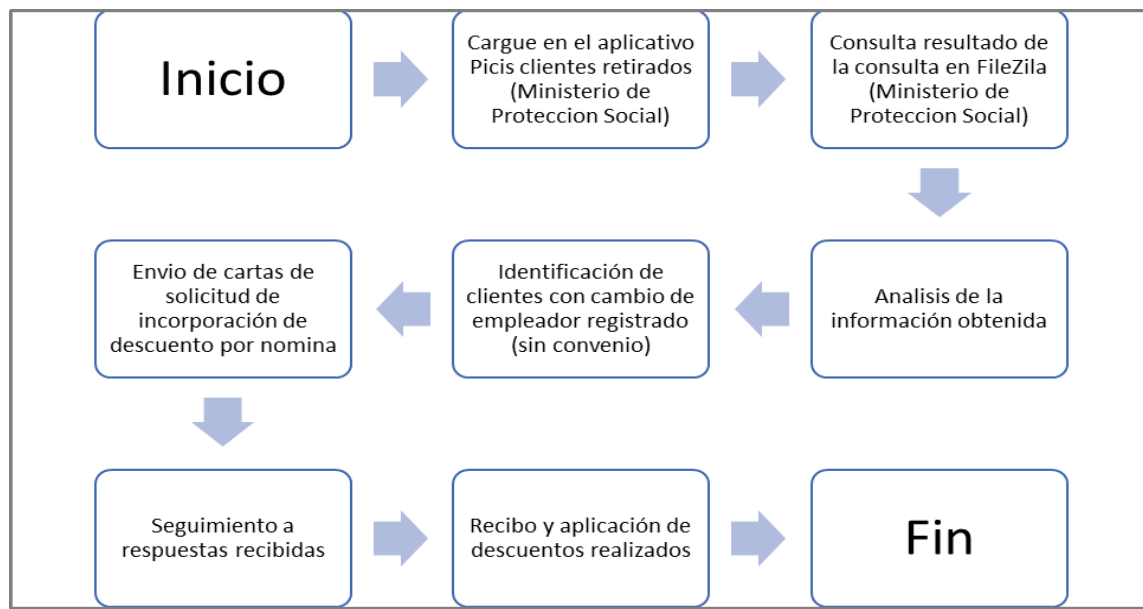 Inicio
Cargue en el aplicativo
Picis clientes retirados
(Ministerio de
Proteccion Social)
Consulta resultado de
la consulta en FileZila
(Ministerio de
Proteccion Social)
Analisis de la
información obtenida
Identificación de
clientes con cambio de
empleador registrado
(sin convenio)
Envio de cartas de
solicitud de
incorporación de
descuento por nomina
Seguimiento a
respuestas recibidas
Recibo y aplicación de
descuentos realizados
Fin